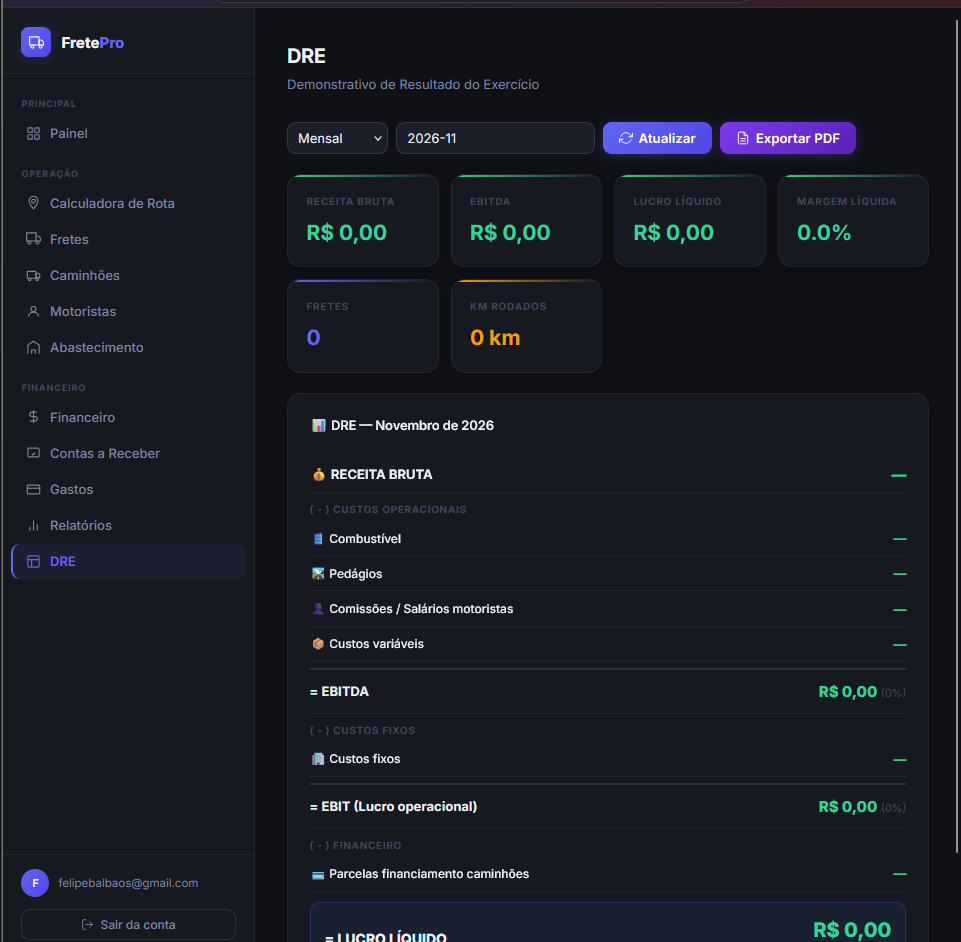 FretePro
PRINCIPAL
Painel
OPERAÇÃO
Calculadora de Rota
Fretes
Caminhões
Motoristas
Abastecimento
FINANCEIRO
Financeiro
Contas a Receber
Gastos
Relatórios
DRE
F felipebalbaos@gmail.com
Sair da conta
DRE
Demonstrativo de Resultado do Exercício
Mensal 2026-11 Atualizar Exportar PDF
RECEITA BRUTA EBITDA LUCRO LÍQUIDO MARGEM LÍQUIDA
R$ 0,00 R$ 0,00 R$ 0,00 0.0%
FRETES KM RODADOS
0 0 km
DRE — Novembro de 2026
RECEITA BRUTA —
( - ) CUSTOS OPERACIONAIS
Combustível —
Pedágios —
Comissões / Salários motoristas —
Custos variáveis —
= EBITDA R$ 0,00 (0%)
( - ) CUSTOS FIXOS
Custos fixos —
= EBIT (Lucro operacional) R$ 0,00 (0%)
( - ) FINANCEIRO
Parcelas financiamento caminhões —
= LUCRO LÍQUIDO R$ 0,00